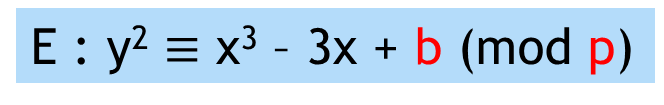 E : y² ≡ x³ – 3x + b (mod p)